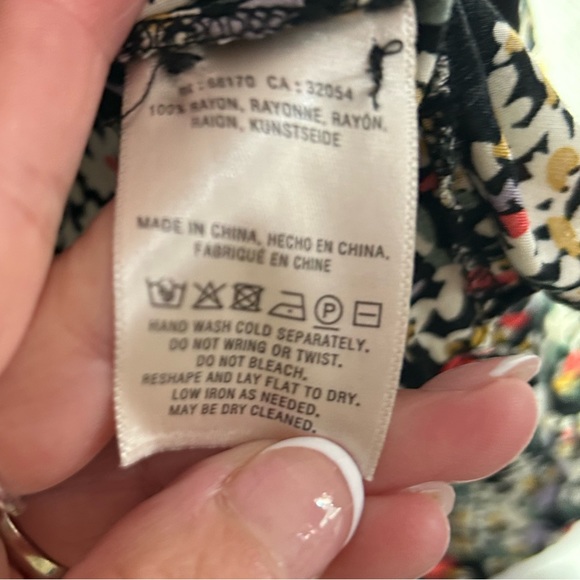 : 68170 CA : 32054
100% RAYON, RAYONNE, RAYÓN,
RAION, KUNSTSEIDE
MADE IN CHINA, HECHO EN CHINA,
FABRIQUÉ EN CHINE
P
HAND WASH COLD SEPARATELY.
DO NOT WRING OR TWIST.
DO NOT BLEACH.
RESHAPE AND LAY FLAT TO DRY.
LOW IRON AS NEEDED.
MAY BE DRY CLEANED.